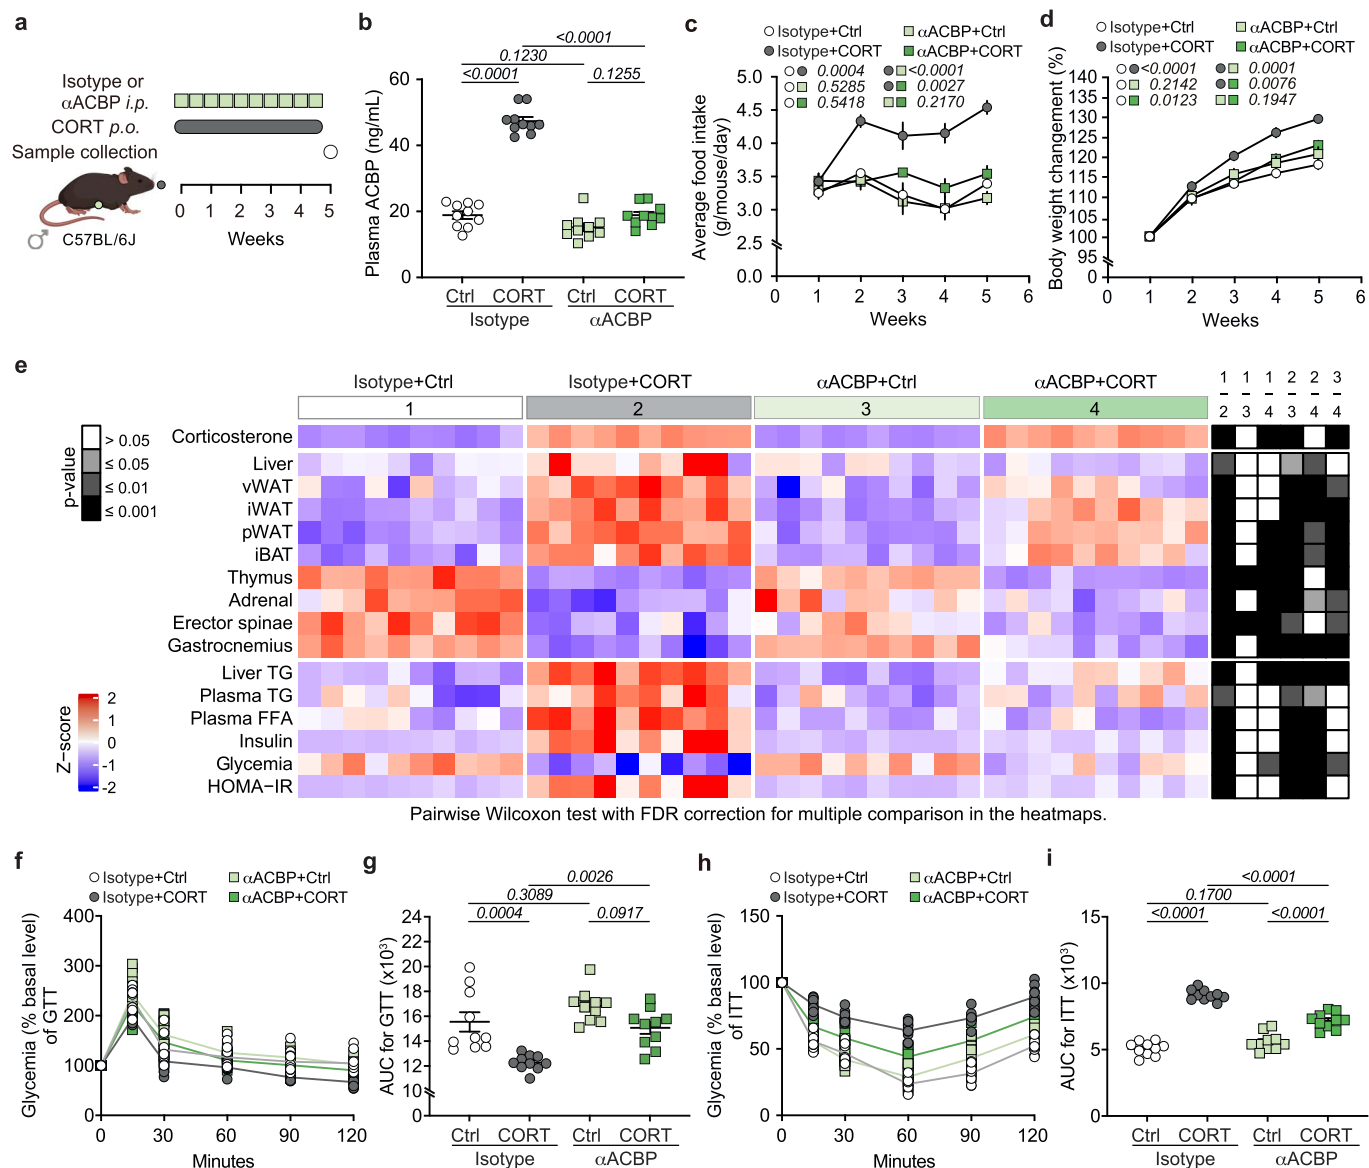 a
Isotype or
αACBP i.p.
CORT p.o.
Sample collection
0 1 2 3 4 5
Weeks
C57BL/6J
b
<0.0001
0.1230
<0.0001 0.1255
Plasma ACBP (ng/mL)
60
40
20
0
Ctrl CORT Ctrl CORT
Isotype αACBP
c
Isotype+Ctrl αACBP+Ctrl
Isotype+CORT αACBP+CORT
0.0004 <0.0001
0.5285 0.0027
0.5418 0.2170
Average food intake
(g/mouse/day)
5.0
4.5
4.0
3.5
3.0
2.5
0.0
0 1 2 3 4 5 6
Weeks
d
Isotype+Ctrl αACBP+Ctrl
Isotype+CORT αACBP+CORT
<0.0001 0.0001
0.2142 0.0076
0.0123 0.1947
Body weight changement (%)
140
130
120
115
110
105
100
95
0
0 1 2 3 4 5 6
Weeks
e
Isotype+Ctrl Isotype+CORT αACBP+Ctrl αACBP+CORT
1 2 3 4
1 1 1 2 2 3
2 3 4 3 4 4
p-value
> 0.05
≤ 0.05
≤ 0.01
≤ 0.001
Corticosterone
Liver
vWAT
iWAT
pWAT
iBAT
Thymus
Adrenal
Erector spinae
Gastrocnemius
Liver TG
Plasma TG
Plasma FFA
Insulin
Glycemia
HOMA−IR
Z−score
2
1
0
-1
-2
Pairwise Wilcoxon test with FDR correction for multiple comparison in the heatmaps.
f
Isotype+Ctrl αACBP+Ctrl
Isotype+CORT αACBP+CORT
Glycemia (% basal level)
of GTT
400
300
200
100
0
0 30 60 90 120
Minutes
g
0.0026
0.3089
0.0004 0.0917
AUC for GTT (x10³)
24
22
20
18
16
14
12
10
0
Ctrl CORT Ctrl CORT
Isotype αACBP
h
Isotype+Ctrl αACBP+Ctrl
Isotype+CORT αACBP+CORT
Glycemia (% basal level)
of ITT
150
100
50
0
0 30 60 90 120
Minutes
i
<0.0001
0.1700
<0.0001 <0.0001
AUC for ITT (x10³)
15
10
5
0
Ctrl CORT Ctrl CORT
Isotype αACBP